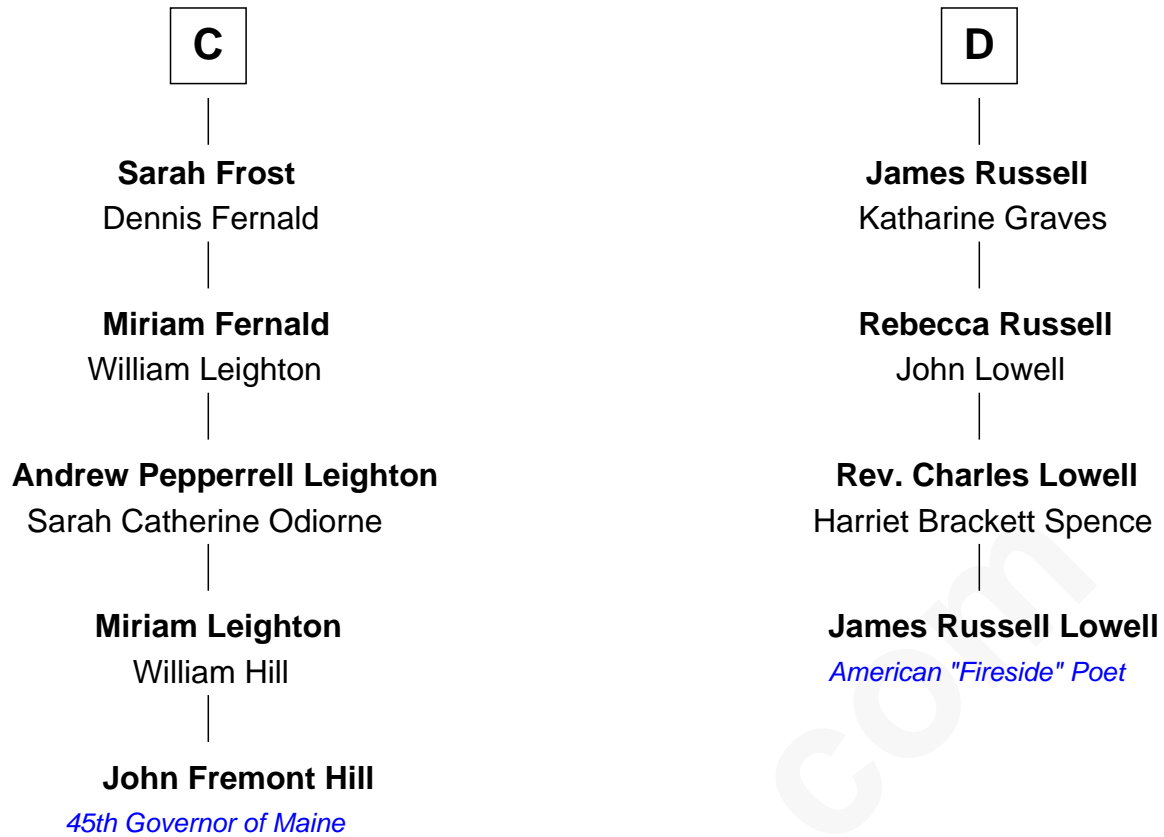 C
Sarah Frost
Dennis Fernald
Miriam Fernald
William Leighton
Andrew Pepperrell Leighton
Sarah Catherine Odiorne
Miriam Leighton
William Hill
John Fremont Hill
45th Governor of Maine
D
James Russell
Katharine Graves
Rebecca Russell
John Lowell
Rev. Charles Lowell
Harriet Brackett Spence
James Russell Lowell
American "Fireside" Poet
com